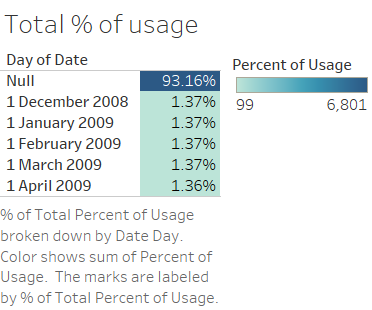 Total % of usage
Day of Date
Null 93.16%
1 December 2008 1.37%
1 January 2009 1.37%
1 February 2009 1.37%
1 March 2009 1.37%
1 April 2009 1.36%
Percent of Usage
99 6,801
% of Total Percent of Usage
broken down by Date Day.
Color shows sum of Percent of
Usage. The marks are labeled
by % of Total Percent of Usage.